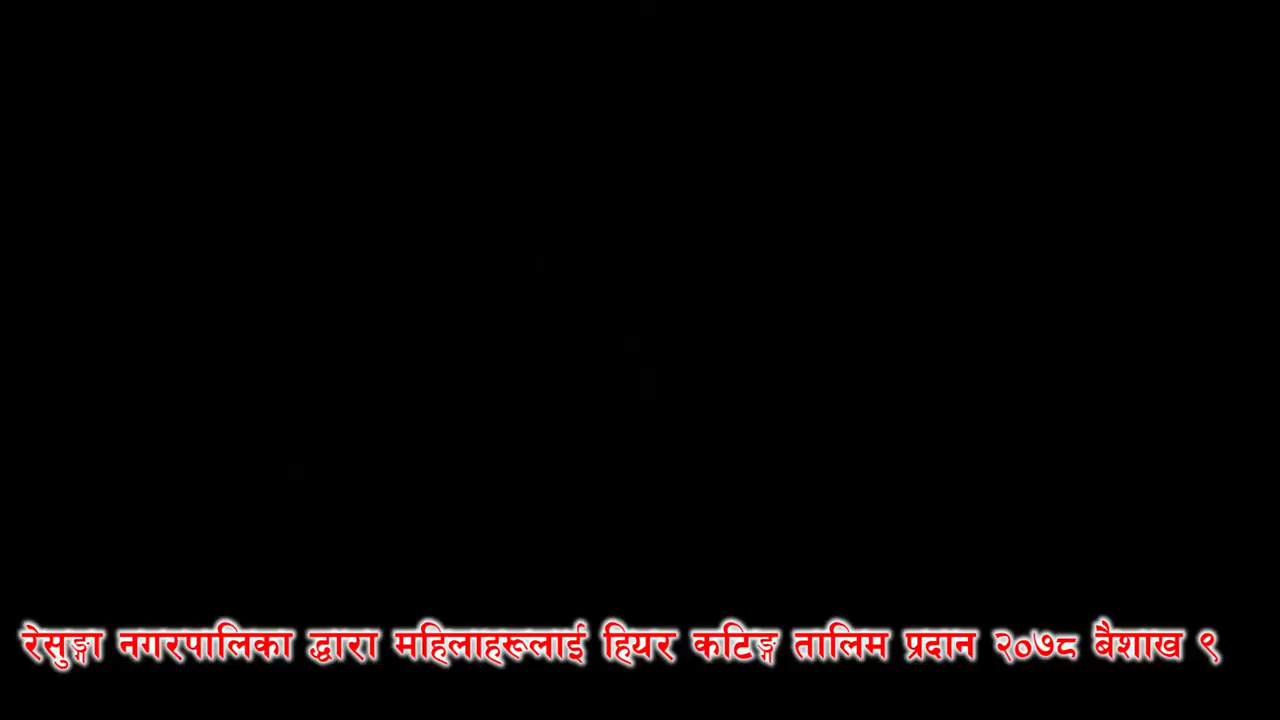 रेसुङ्गा नगरपालिका द्धारा महिलाहरूलाई हियर कटिङ्ग तालिम प्रदान २०७८ बैशाख ९